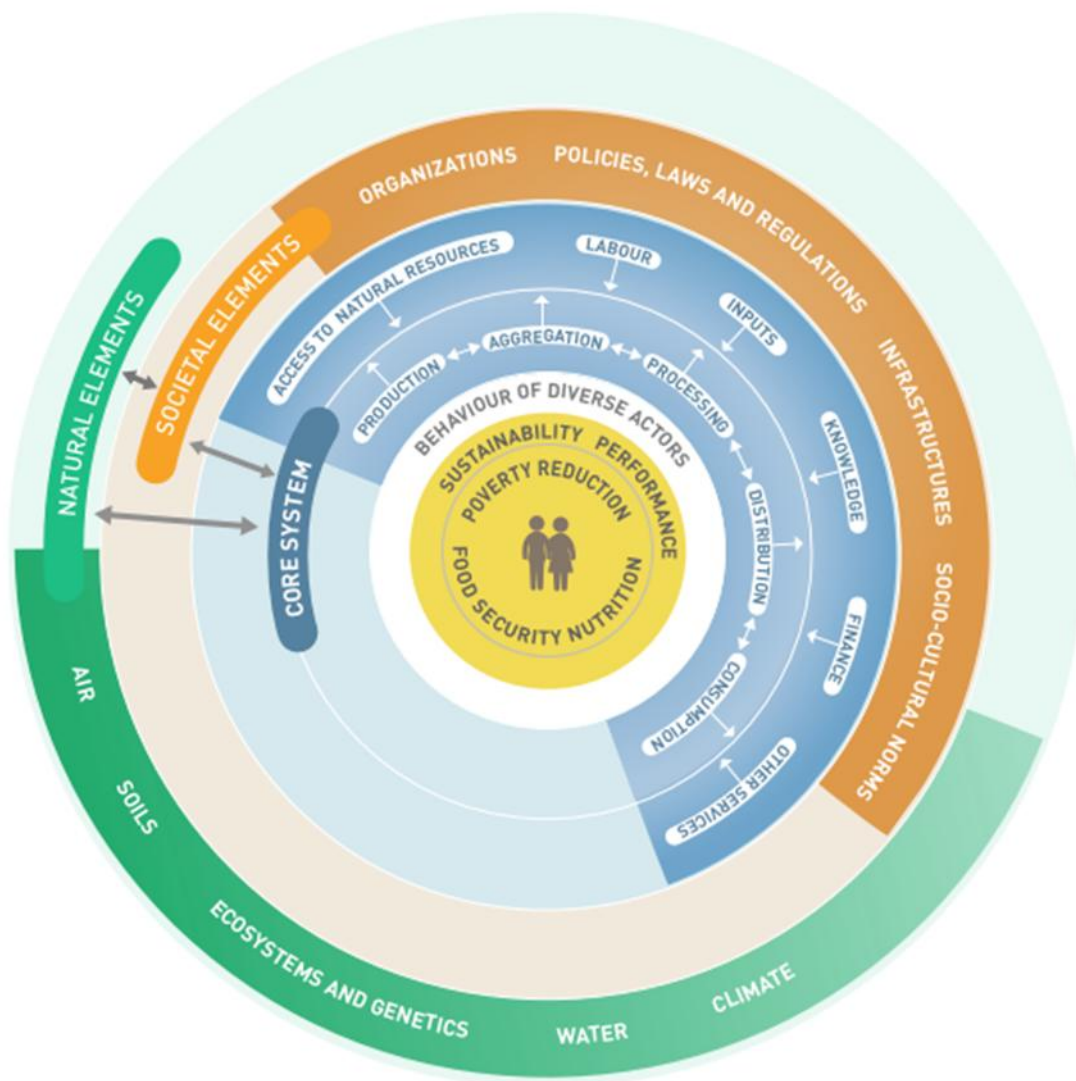 NATURAL ELEMENTS
SOCIETAL ELEMENTS
CORE SYSTEM
ORGANIZATIONS
POLICIES, LAWS AND REGULATIONS
INFRASTRUCTURES
SOCIO-CULTURAL NORMS
ACCESS TO NATURAL RESOURCES
LABOUR
INPUTS
KNOWLEDGE
FINANCE
OTHER SERVICES
PRODUCTION
AGGREGATION
PROCESSING
DISTRIBUTION
CONSUMPTION
BEHAVIOUR OF DIVERSE ACTORS
SUSTAINABILITY PERFORMANCE
POVERTY REDUCTION
FOOD SECURITY NUTRITION
AIR
SOILS
ECOSYSTEMS AND GENETICS
WATER
CLIMATE